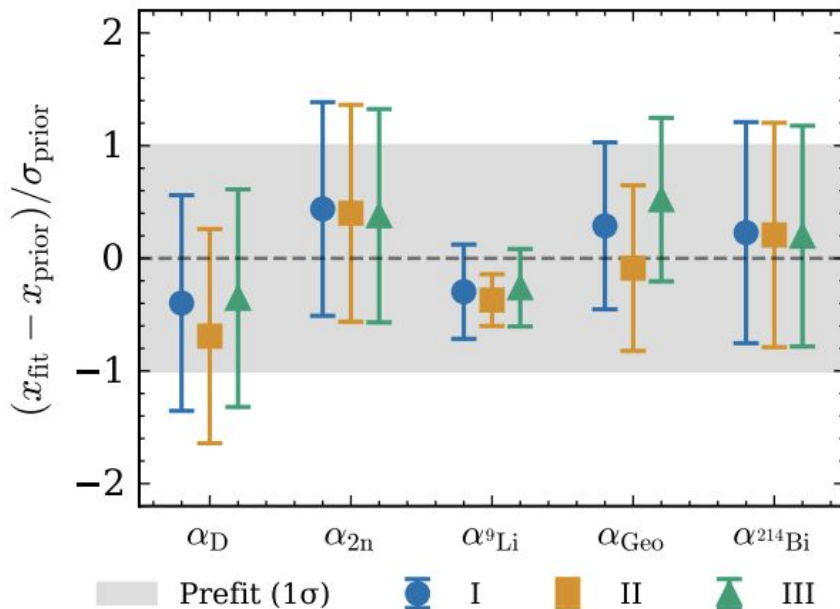 (x_fit − x_prior)/σ_prior
2
1
0
−1
−2
α_D α_2n α_⁹Li α_Geo α_²¹⁴Bi
Prefit (1σ) I II III